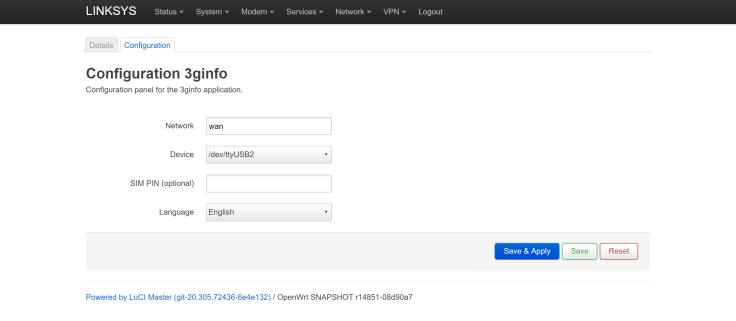 LINKSYS Status System Modem Services Network VPN Logout
Details Configuration
Configuration 3ginfo
Configuration panel for the 3ginfo application.
Network wan
Device /dev/ttyUSB2
SIM PIN (optional)
Language English
Save & Apply Save Reset
Powered by LuCI Master (git-20.305.72436-6e4e132) / OpenWrt SNAPSHOT r14851-08d90a7